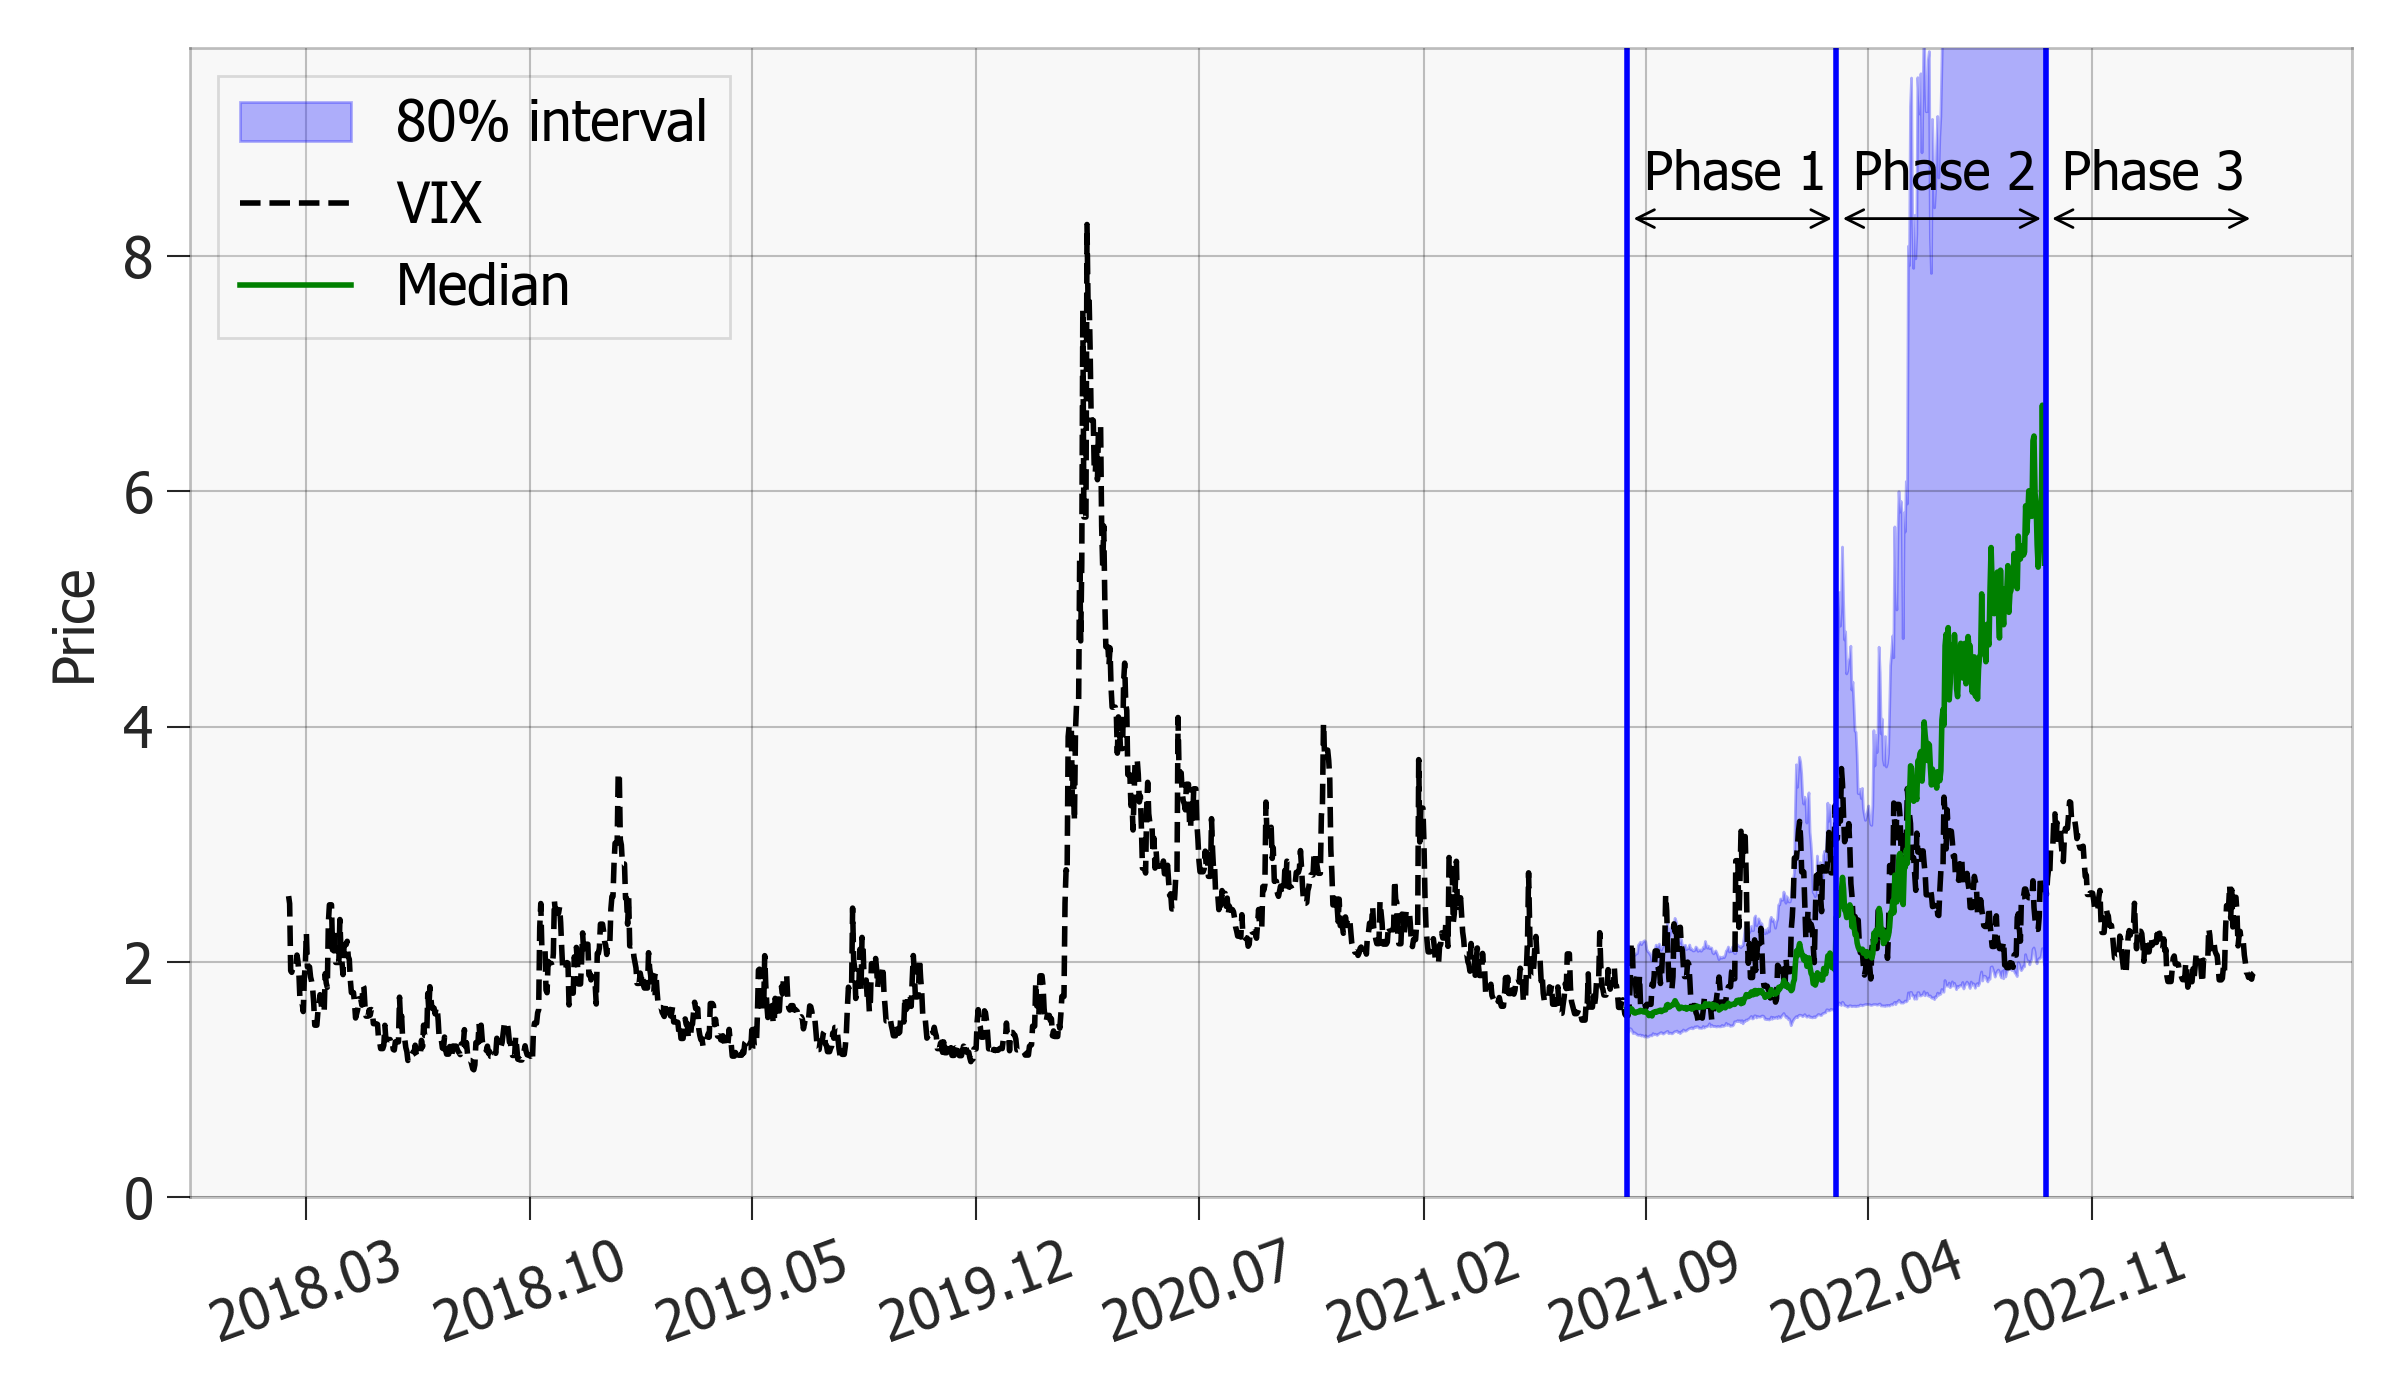 80% interval
VIX
Median
Phase 1
Phase 2
Phase 3
Price
8
6
4
2
0
2018.03
2018.10
2019.05
2019.12
2020.07
2021.02
2021.09
2022.04
2022.11